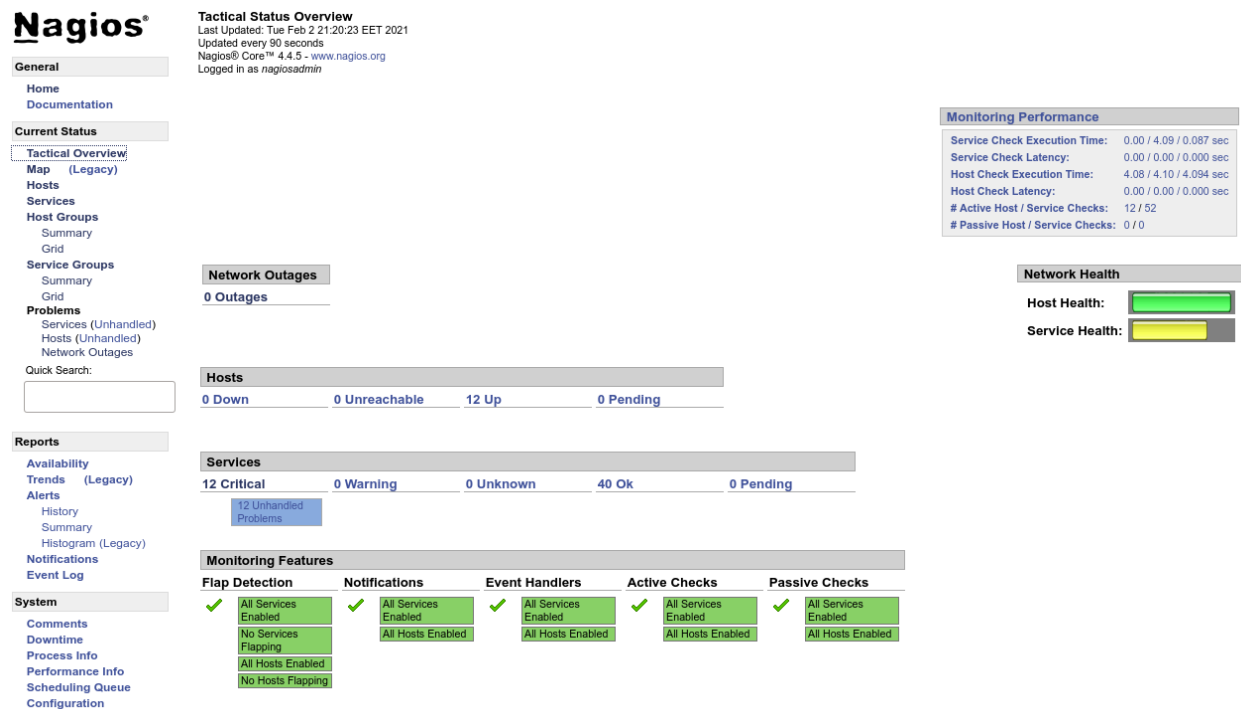 Nagios®
General
Home
Documentation
Current Status
Tactical Overview
Map (Legacy)
Hosts
Services
Host Groups
Summary
Grid
Service Groups
Summary
Grid
Problems
Services (Unhandled)
Hosts (Unhandled)
Network Outages
Quick Search:
Reports
Availability
Trends (Legacy)
Alerts
History
Summary
Histogram (Legacy)
Notifications
Event Log
System
Comments
Downtime
Process Info
Performance Info
Scheduling Queue
Configuration
Tactical Status Overview
Last Updated: Tue Feb 2 21:20:23 EET 2021
Updated every 90 seconds
Nagios® Core™ 4.4.5 - www.nagios.org
Logged in as nagiosadmin
Monitoring Performance
Service Check Execution Time: 0.00 / 4.09 / 0.087 sec
Service Check Latency: 0.00 / 0.00 / 0.000 sec
Host Check Execution Time: 4.08 / 4.10 / 4.094 sec
Host Check Latency: 0.00 / 0.00 / 0.000 sec
# Active Host / Service Checks: 12 / 52
# Passive Host / Service Checks: 0 / 0
Network Outages
0 Outages
Network Health
Host Health:
Service Health:
Hosts
0 Down 0 Unreachable 12 Up 0 Pending
Services
12 Critical 0 Warning 0 Unknown 40 Ok 0 Pending
12 Unhandled
Problems
Monitoring Features
Flap Detection Notifications Event Handlers Active Checks Passive Checks
All Services
Enabled
No Services
Flapping
All Hosts Enabled
No Hosts Flapping
All Services
Enabled
All Hosts Enabled
All Services
Enabled
All Hosts Enabled
All Services
Enabled
All Hosts Enabled
All Services
Enabled
All Hosts Enabled